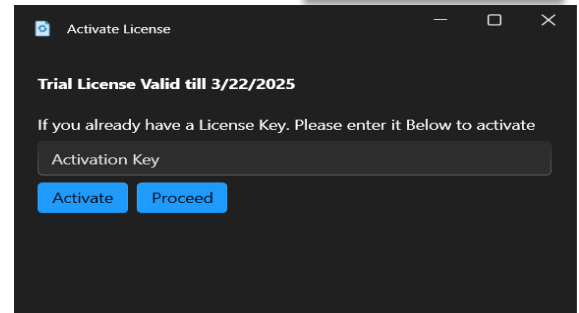 Activate License
Trial License Valid till 3/22/2025
If you already have a License Key. Please enter it Below to activate
Activation Key
Activate Proceed